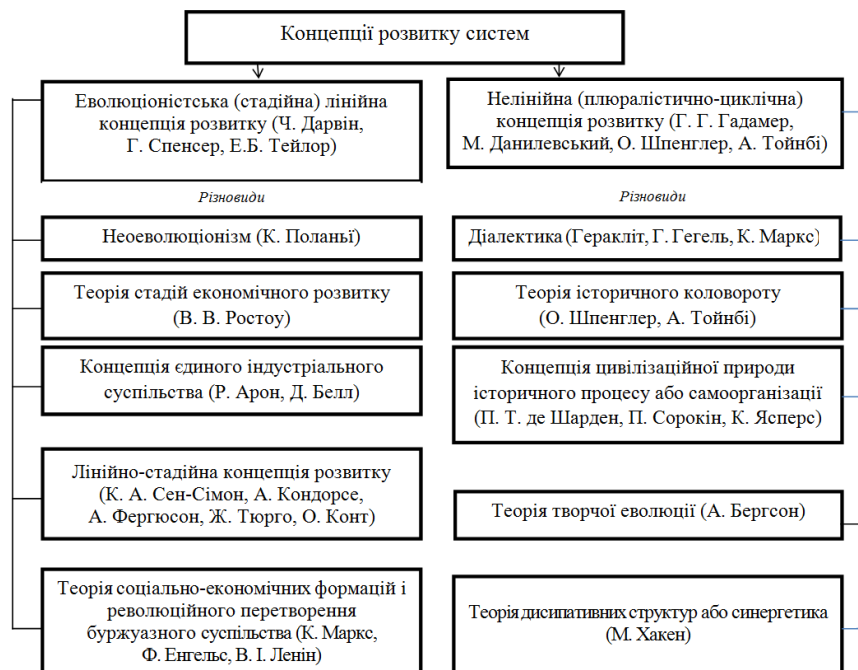 Концепції розвитку систем
Еволюціоністська (стадійна) лінійна
концепція розвитку (Ч. Дарвін,
Г. Спенсер, Е.Б. Тейлор)
Різновиди
Неоеволюціонізм (К. Поланьї)
Теорія стадій економічного розвитку
(В. В. Ростоу)
Концепція єдиного індустріального
суспільства (Р. Арон, Д. Белл)
Лінійно-стадійна концепція розвитку
(К. А. Сен-Сімон, А. Кондорсе,
А. Фергюсон, Ж. Тюрго, О. Конт)
Теорія соціально-економічних формацій і
революційного перетворення
буржуазного суспільства (К. Маркс,
Ф. Енгельс, В. І. Ленін)
Нелінійна (плюралістично-циклічна)
концепція розвитку (Г. Г. Гадамер,
М. Данилевський, О. Шпенглер, А. Тойнбі)
Різновиди
Діалектика (Геракліт, Г. Гегель, К. Маркс)
Теорія історичного коловороту
(О. Шпенглер, А. Тойнбі)
Концепція цивілізаційної природи
історичного процесу або самоорганізації
(П. Т. де Шарден, П. Сорокін, К. Ясперс)
Теорія творчої еволюції (А. Бергсон)
Теорія дисипативних структур або синергетика
(М. Хакен)